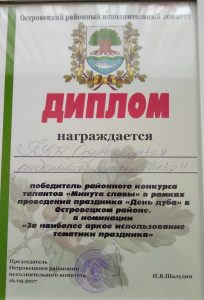 Островецкий районный исполнительный комитет
ДИПЛОМ
награждается
победитель районного конкурса
талантов «Минута славы» в рамках
проведения праздника «День дуба» в
Островецком районе,
в номинации
«За наиболее яркое использование
тематики праздника»
Председатель
Островецкого районного
исполнительного комитета
И.Я.Шалудин
16.09.2017